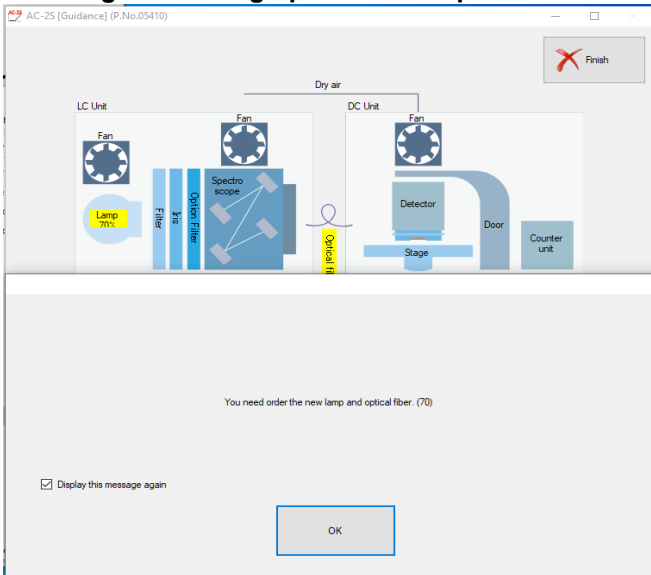 AC-2S [Guidance] (P.No.05410)
Finish
Dry air
LC Unit
DC Unit
Fan
Fan
Fan
Lamp
70%
Filter
Iris
Option Filter
Spectro
scope
Optical
Detector
Stage
Door
Counter
unit
You need order the new lamp and optical fiber. (70)
Display this message again
OK